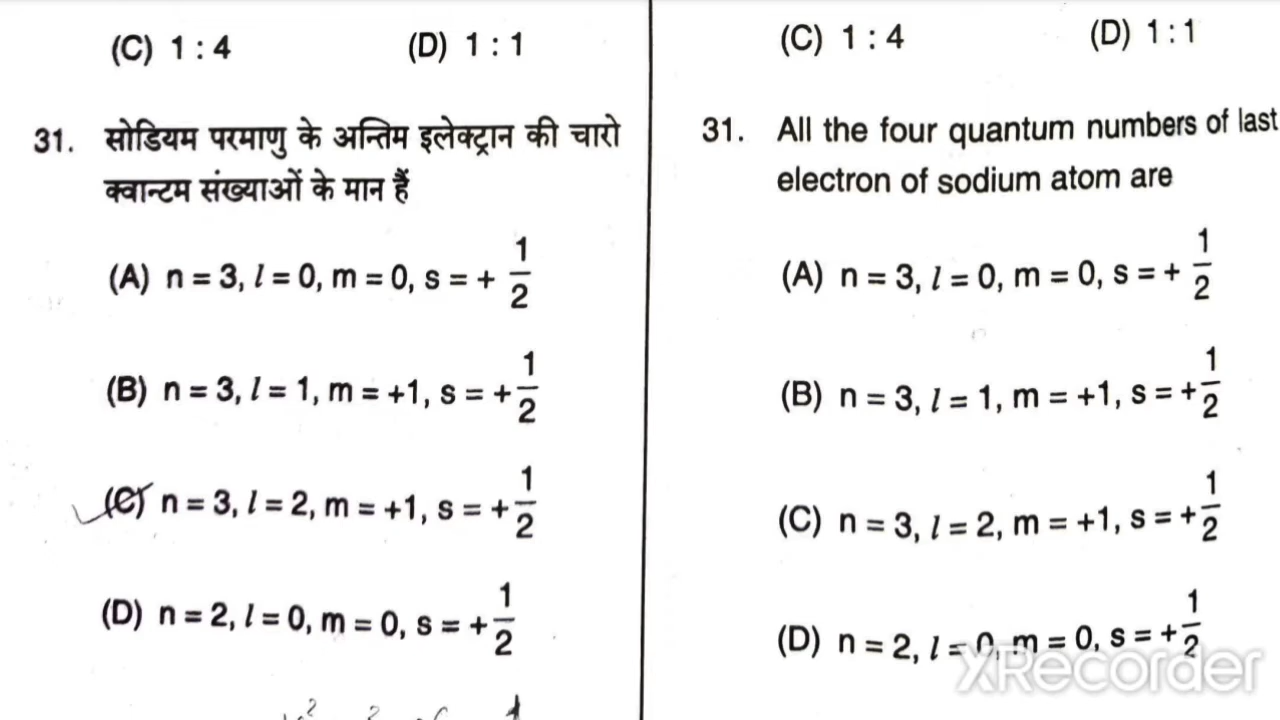 (C) 1 : 4 (D) 1 : 1
31. सोडियम परमाणु के अन्तिम इलेक्ट्रान की चारो
क्वान्टम संख्याओं के मान हैं
(A) n = 3, l = 0, m = 0, s = + 1/2
(B) n = 3, l = 1, m = +1, s = +1/2
(C) n = 3, l = 2, m = +1, s = +1/2
(D) n = 2, l = 0, m = 0, s = +1/2
(C) 1 : 4 (D) 1 : 1
31. All the four quantum numbers of last
electron of sodium atom are
(A) n = 3, l = 0, m = 0, s = + 1/2
(B) n = 3, l = 1, m = +1, s = +1/2
(C) n = 3, l = 2, m = +1, s = +1/2
(D) n = 2, l = 0, m = 0, s = +1/2
XRecorder